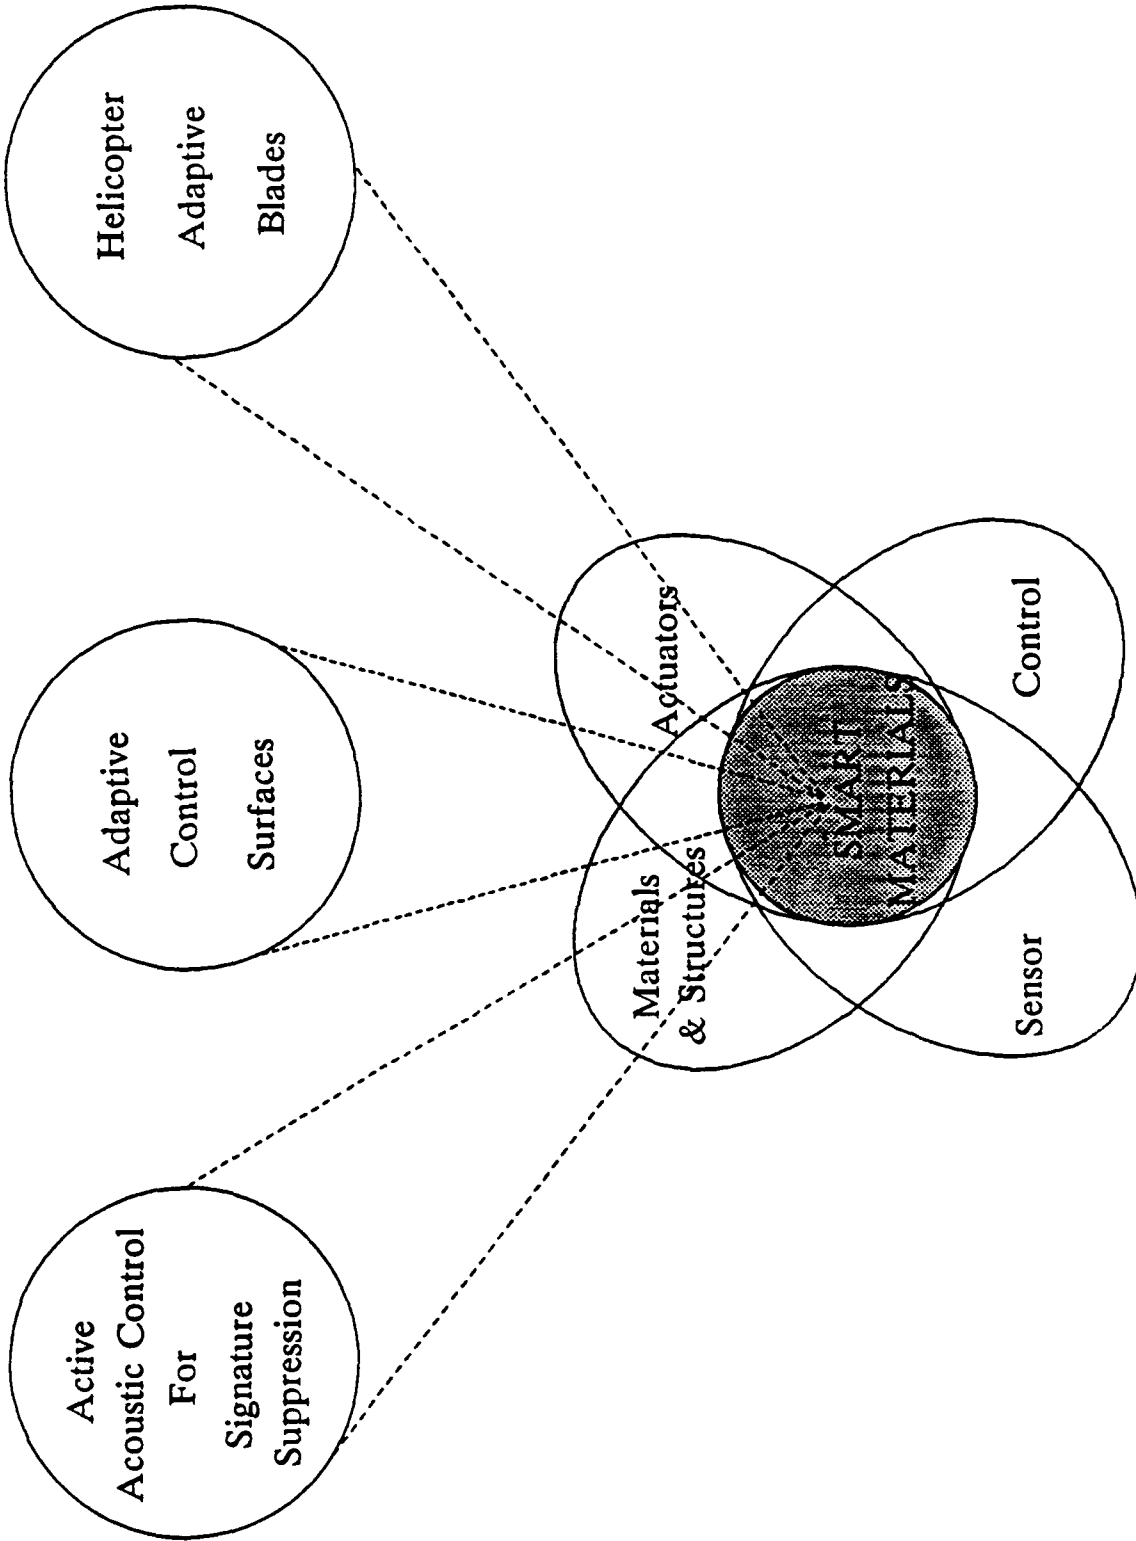 Active
Acoustic Control
For
Signature
Suppression
Adaptive
Control
Surfaces
Helicopter
Adaptive
Blades
Materials
& Structures
Actuators
SMART
MATERIALS
Sensor
Control